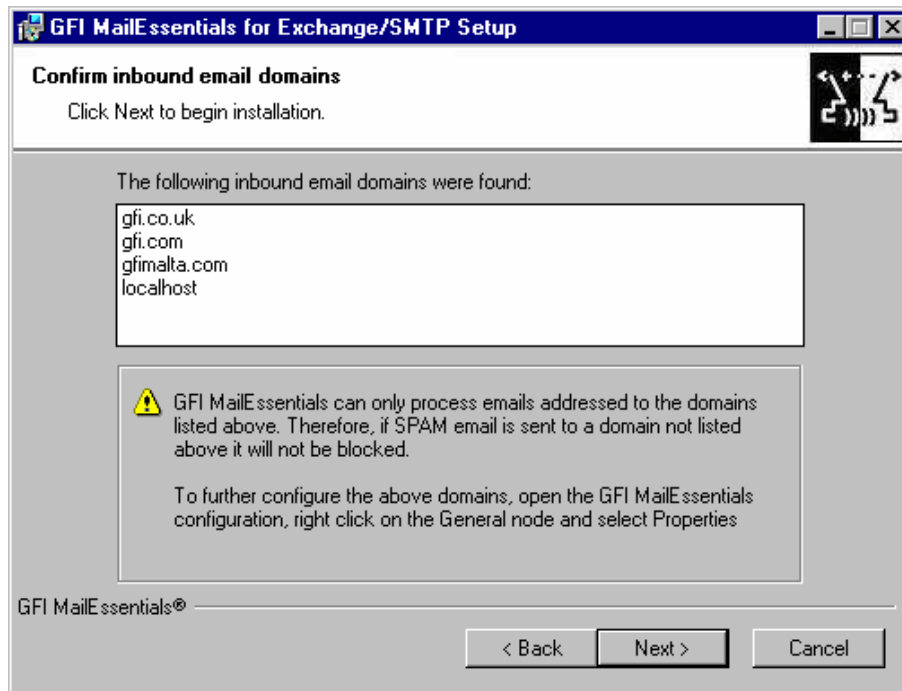 GFI MailEssentials for Exchange/SMTP Setup
Confirm inbound email domains
Click Next to begin installation.
The following inbound email domains were found:
gfi.co.uk
gfi.com
gfimalta.com
localhost
GFI MailEssentials can only process emails addressed to the domains
listed above. Therefore, if SPAM email is sent to a domain not listed
above it will not be blocked.
To further configure the above domains, open the GFI MailEssentials
configuration, right click on the General node and select Properties
GFI MailEssentials®
< Back
Next >
Cancel